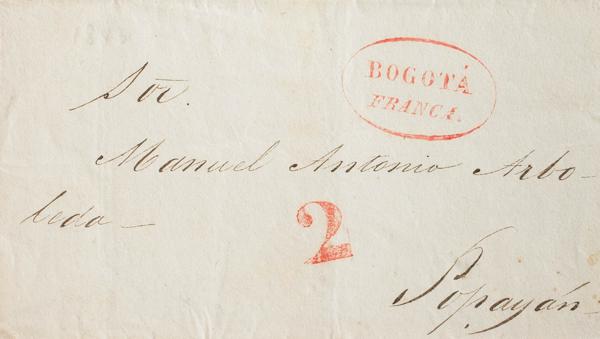 BOGOTÁ
FRANCA.
Sor.
Manuel Antonio Arbo-
leda-
2
Popayán-